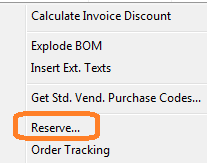 Calculate Invoice Discount
Explode BOM
Insert Ext. Texts
Get Std. Vend. Purchase Codes...
Reserve...
Order Tracking